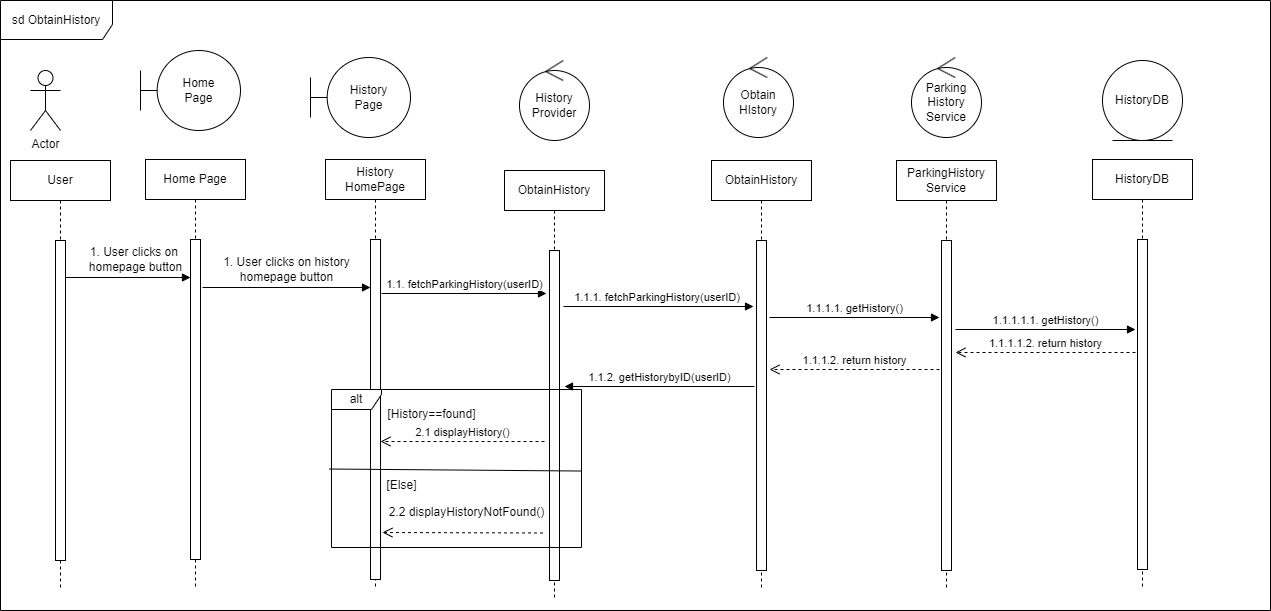 sd ObtainHistory
Home
Page
History
Page
History
Provider
Obtain
HIstory
Parking
History
Service
HistoryDB
Actor
User
Home Page
History
HomePage
ObtainHistory
ObtainHistory
ParkingHistory
Service
HistoryDB
1. User clicks on
homepage button
1. User clicks on history
homepage button
1.1. fetchParkingHistory(userID)
1.1.1. fetchParkingHistory(userID)
1.1.1.1. getHistory()
1.1.1.1.1. getHistory()
1.1.1.1.2. return history
1.1.1.2. return history
1.1.2. getHistorybyID(userID)
alt
[History==found]
2.1 displayHistory()
[Else]
2.2 displayHistoryNotFound()